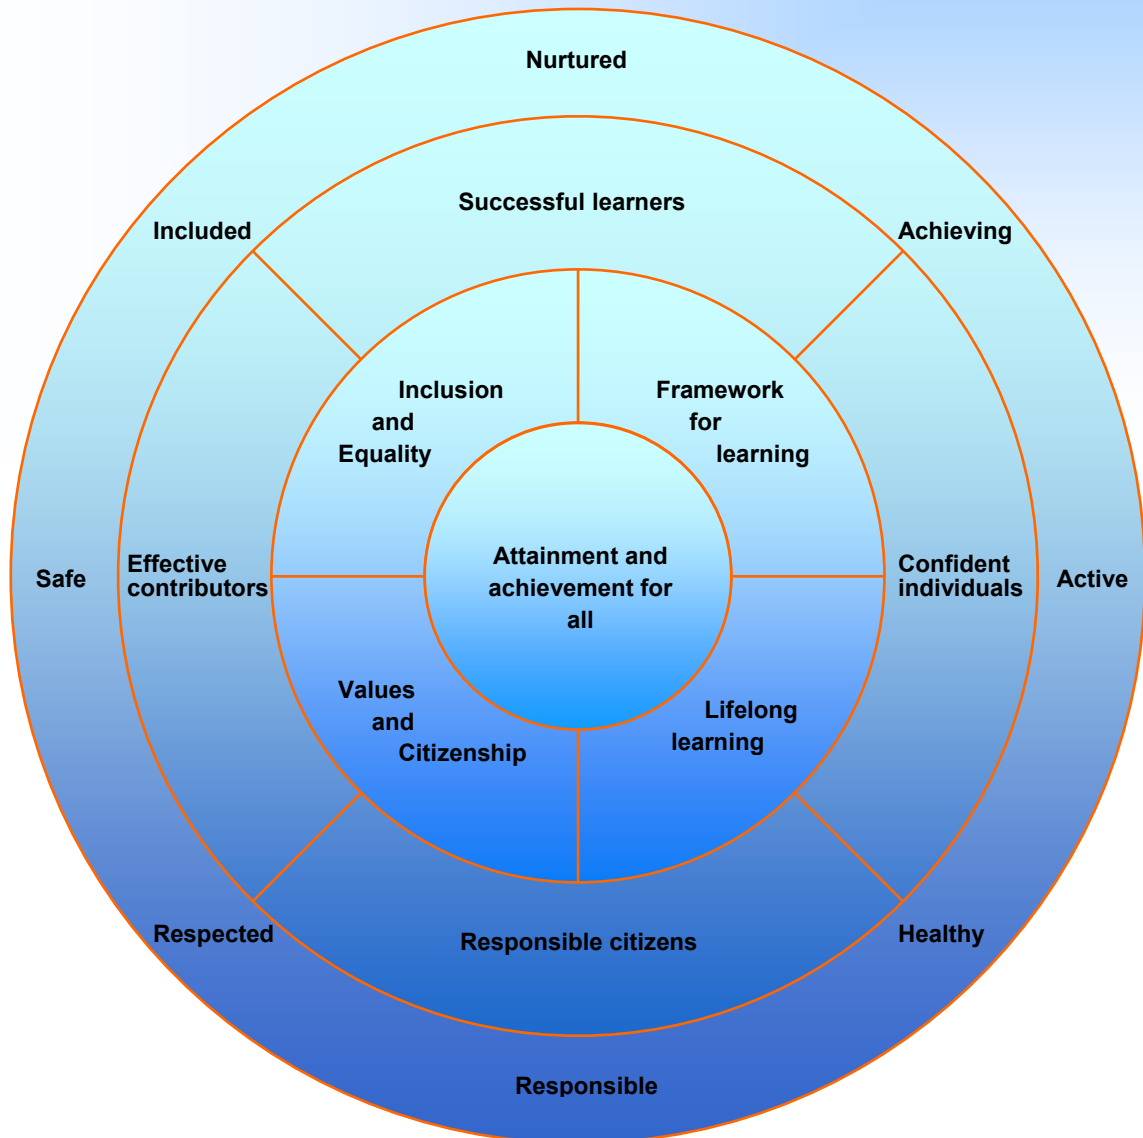 Nurtured
Successful learners
Included
Achieving
Inclusion
and
Equality
Framework
for
learning
Attainment and
achievement for
all
Safe
Effective
contributors
Confident
individuals
Active
Values
and
Citizenship
Lifelong
learning
Respected
Responsible citizens
Healthy
Responsible